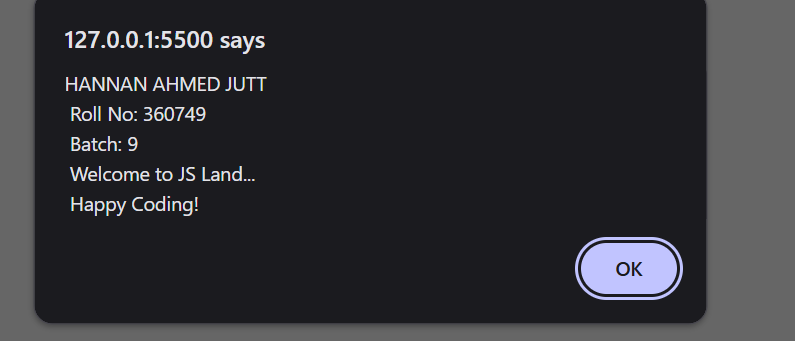 127.0.0.1:5500 says
HANNAN AHMED JUTT
Roll No: 360749
Batch: 9
Welcome to JS Land...
Happy Coding!
OK